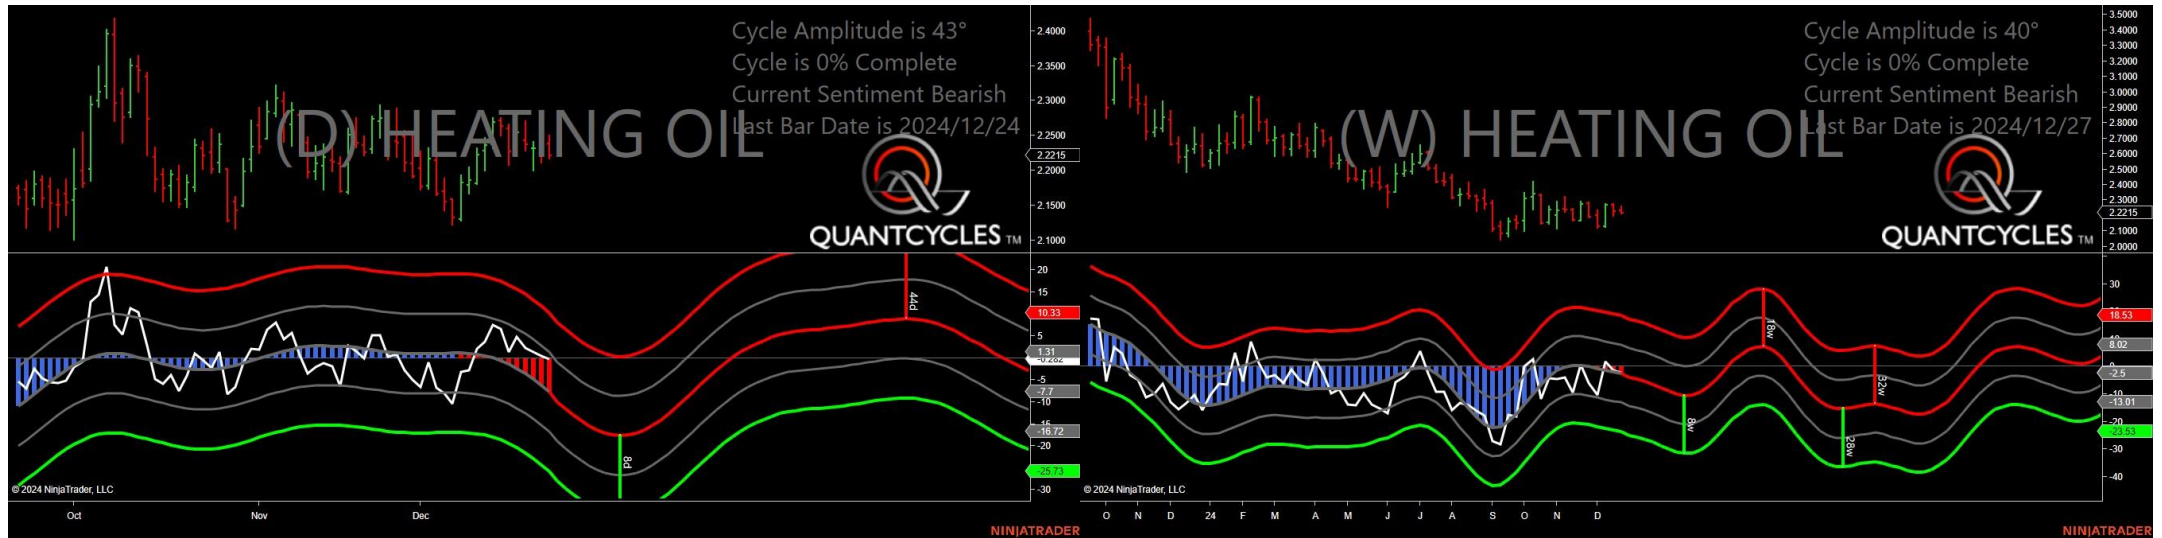 Cycle Amplitude is 43°
Cycle is 0% Complete
Current Sentiment Bearish
Last Bar Date is 2024/12/24
(D) HEATING OIL
QUANTCYCLES TM
2.4000
2.3500
2.3000
2.2500
2.2215
2.2000
2.1500
2.1000
20
15
10.33
5
1.31
-0.282
-5
-7.7
-10
-16.72
-20
-25.73
-30
44d
8d
© 2024 NinjaTrader, LLC
Oct Nov Dec
NINJATRADER
Cycle Amplitude is 40°
Cycle is 0% Complete
Current Sentiment Bearish
Last Bar Date is 2024/12/27
(W) HEATING OIL
QUANTCYCLES TM
3.5000
3.4000
3.3000
3.2000
3.1000
3.0000
2.9000
2.8000
2.7000
2.6000
2.5000
2.4000
2.3000
2.2215
2.1000
2.0000
30
18.53
8.02
0
-2.5
-10
-13.01
-20
-23.53
-30
-40
18w
32w
8w
28w
© 2024 NinjaTrader, LLC
O N D 24 F M A M J J A S O N D
NINJATRADER